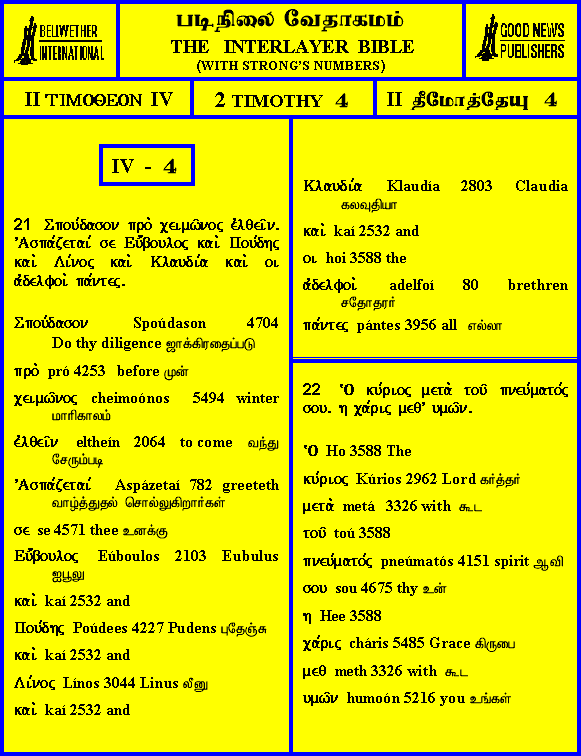 BELLWETHER
INTERNATIONAL
படிநிலை வேதாகமம்
THE INTERLAYER BIBLE
(WITH STRONG'S NUMBERS)
GOOD NEWS
PUBLISHERS
II ΤΙΜΟΘΕΟΝ IV
2 TIMOTHY 4
II தீமோத்தேயு 4
IV - 4
21 Σπούδασον πρὸ χειμῶνος ἐλθεῖν.
Ἀσπάζεταί σε Εὔβουλος καὶ Πούδης
καὶ Λίνος καὶ Κλαυδία και οι
ἀδελφοὶ πάντες.
Σπούδασον Spoúdason 4704
Do thy diligence ஜாக்கிரதைப்படு
πρὸ pró 4253 before முன்
χειμῶνος cheimoónos 5494 winter
மாரிகாலம்
ἐλθεῖν eltheín 2064 to come வந்து
சேரும்படி
Ἀσπάζεταί Aspázetaí 782 greeteth
வாழ்த்துதல் சொல்லுகிறார்கள்
σε se 4571 thee உனக்கு
Εὔβουλος Eúboulos 2103 Eubulus
ஐபூலு
καὶ kaí 2532 and
Πούδης Poúdees 4227 Pudens புதேஞ்சு
καὶ kaí 2532 and
Λίνος Línos 3044 Linus லீனு
καὶ kaí 2532 and
Κλαυδία Klaudía 2803 Claudia
கலவுதியா
καὶ kaí 2532 and
οι hoi 3588 the
ἀδελφοὶ adelfoí 80 brethren
சதோதரர்
πάντες pántes 3956 all எல்லா
22 Ὁ κύριος μετὰ τοῦ πνεύματός
σου. η χάρις μεθ' υμῶν.
Ὁ Ho 3588 The
κύριος Kúrios 2962 Lord கர்த்தர்
μετὰ metá 3326 with கூட
τοῦ toú 3588
πνεύματός pneúmatós 4151 spirit ஆவி
σου sou 4675 thy உன்
η Hee 3588
χάρις cháris 5485 Grace கிருபை
μεθ meth 3326 with கூட
υμῶν humoón 5216 you உங்கள்